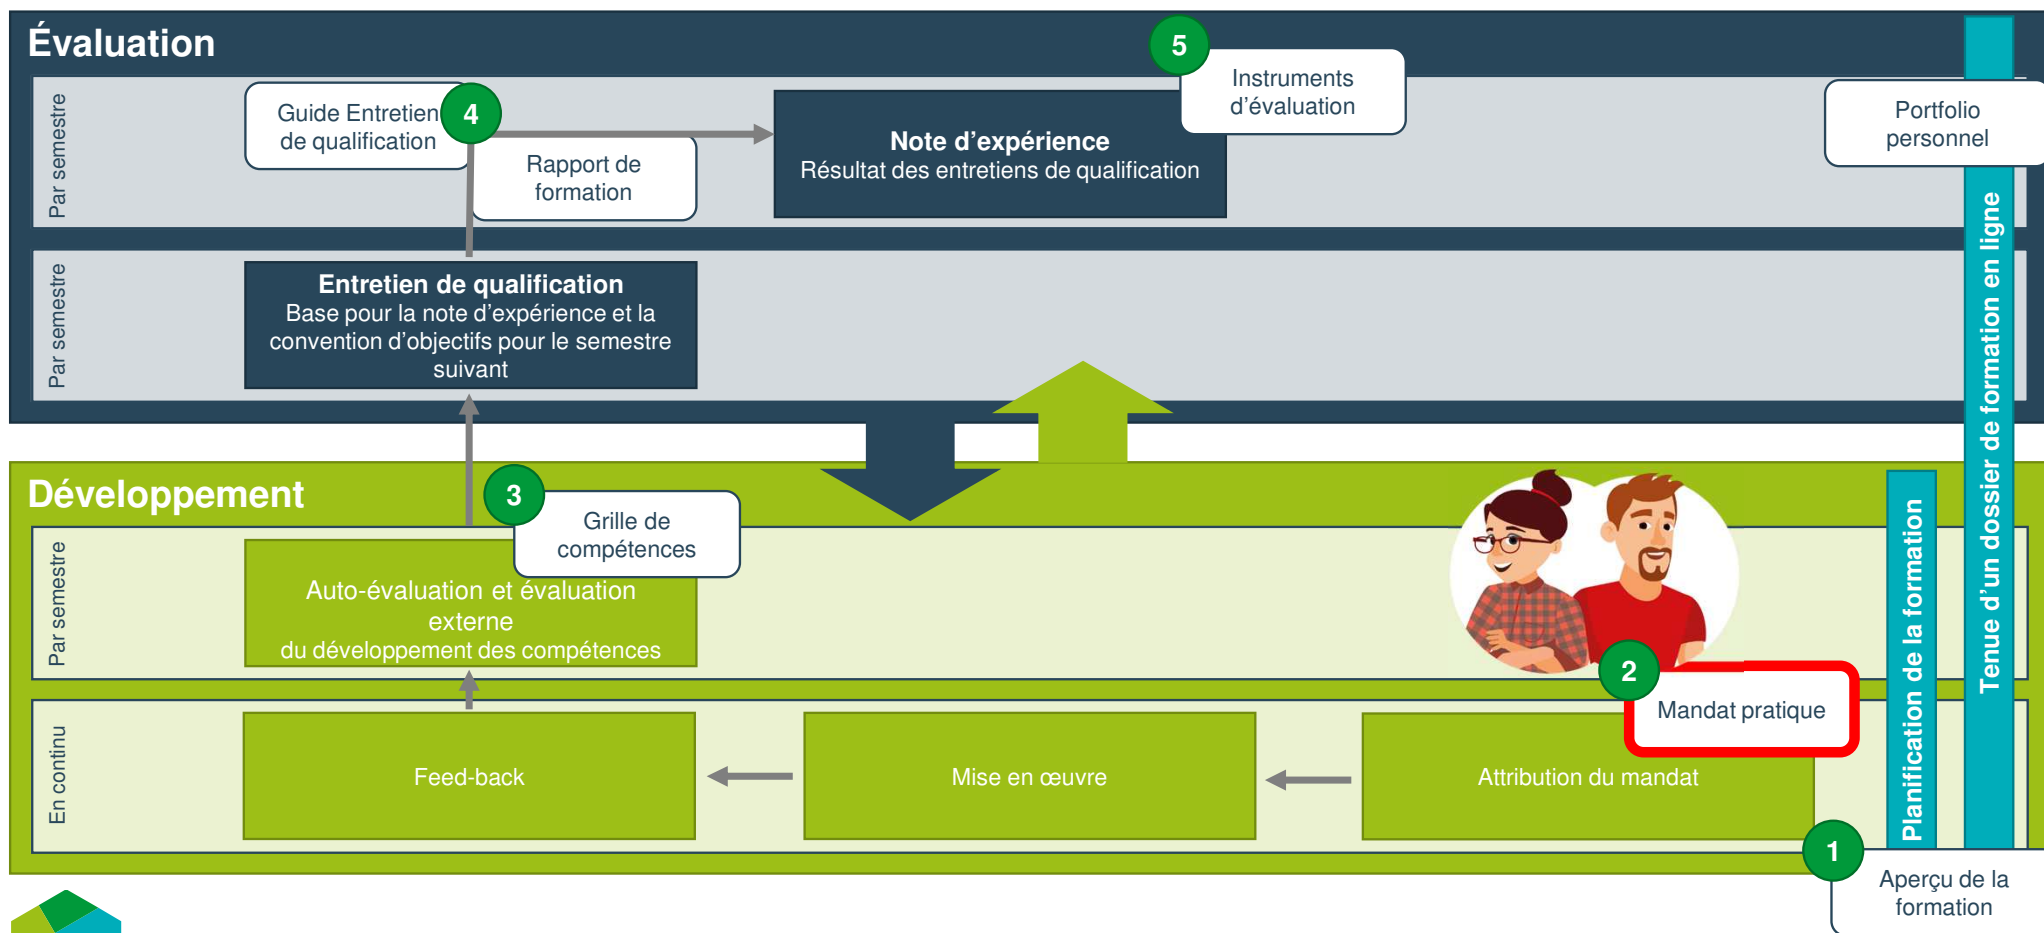 Évaluation
Par semestre
Guide Entretien
de qualification
4
Rapport de
formation
Note d’expérience
Résultat des entretiens de qualification
5
Instruments
d’évaluation
Portfolio
personnel
Par semestre
Entretien de qualification
Base pour la note d’expérience et la
convention d’objectifs pour le semestre
suivant
Tenue d’un dossier de formation en ligne
Développement
Par semestre
3
Grille de
compétences
Auto-évaluation et évaluation
externe
du développement des compétences
Planification de la formation
2
Mandat pratique
En continu
Feed-back
Mise en œuvre
Attribution du mandat
1
Aperçu de la
formation